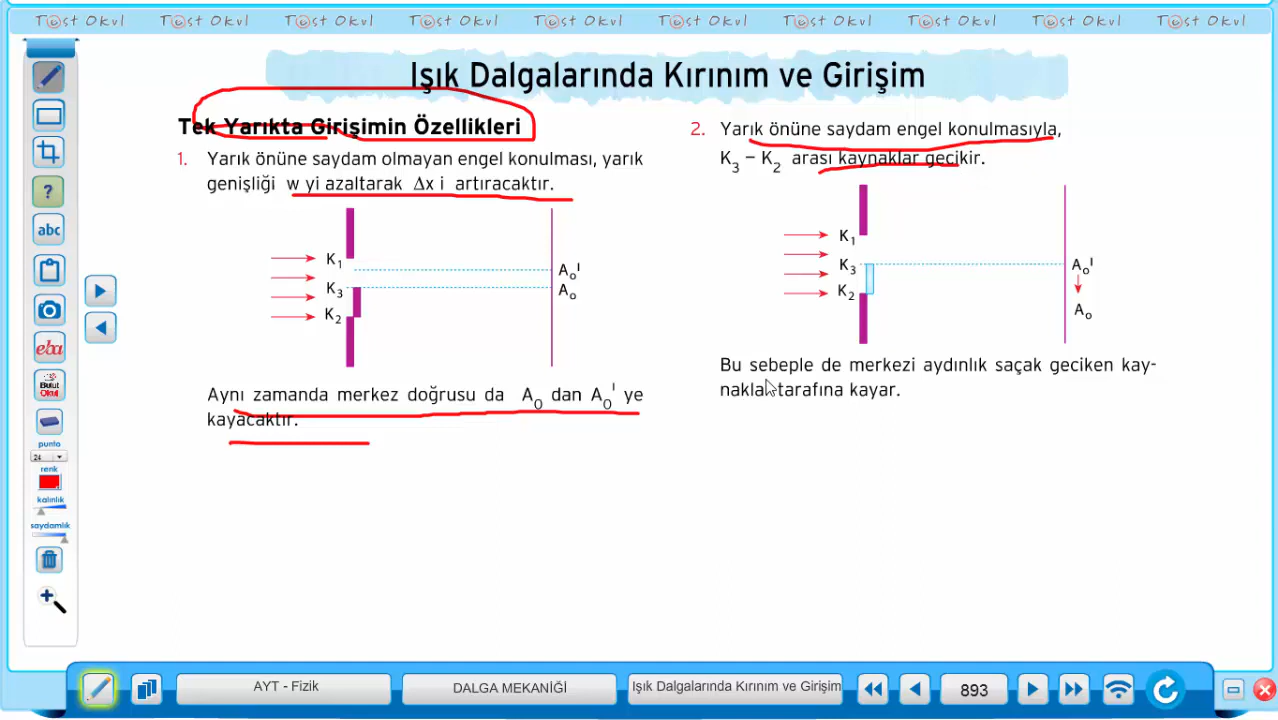 Test Okul Test Okul Test Okul Test Okul Test Okul Test Okul Test Okul Test Okul Test Okul Test Okul
Işık Dalgalarında Kırınım ve Girişim
Tek Yarıkta Girişimin Özellikleri
1. Yarık önüne saydam olmayan engel konulması, yarık
genişliği w yi azaltarak Δx i artıracaktır.
K1
A0'
K3
A0
K2
Aynı zamanda merkez doğrusu da A0 dan A0' ye
kayacaktır.
2. Yarık önüne saydam engel konulmasıyla,
K3 – K2 arası kaynaklar gecikir.
K1
K3
A0'
K2
A0
Bu sebeple de merkezi aydınlık saçak geciken kay-
naklar tarafına kayar.
?
abc
eba
Bulut
Okul
punto
24
renk
kalınlık
saydamlık
AYT - Fizik
DALGA MEKANİĞİ
Işık Dalgalarında Kırınım ve Girişim
893